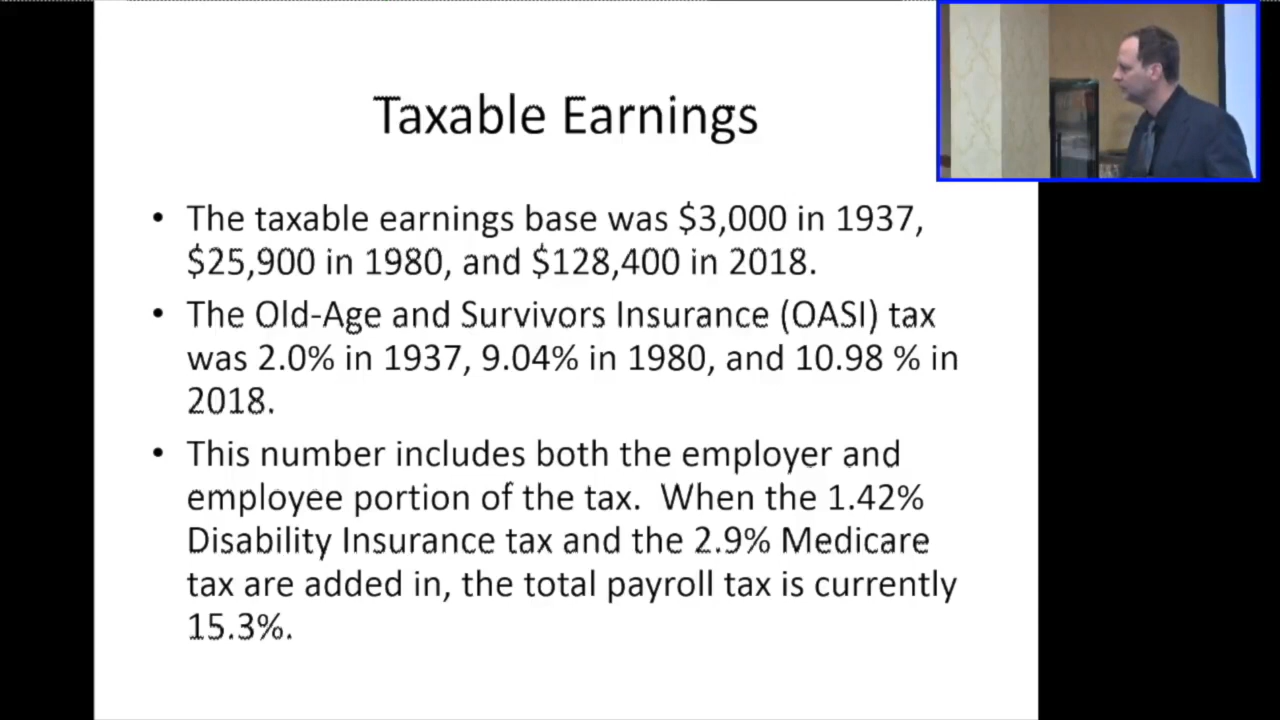 Taxable Earnings
• The taxable earnings base was $3,000 in 1937,
$25,900 in 1980, and $128,400 in 2018.
• The Old-Age and Survivors Insurance (OASI) tax
was 2.0% in 1937, 9.04% in 1980, and 10.98 % in
2018.
• This number includes both the employer and
employee portion of the tax.  When the 1.42%
Disability Insurance tax and the 2.9% Medicare
tax are added in, the total payroll tax is currently
15.3%.